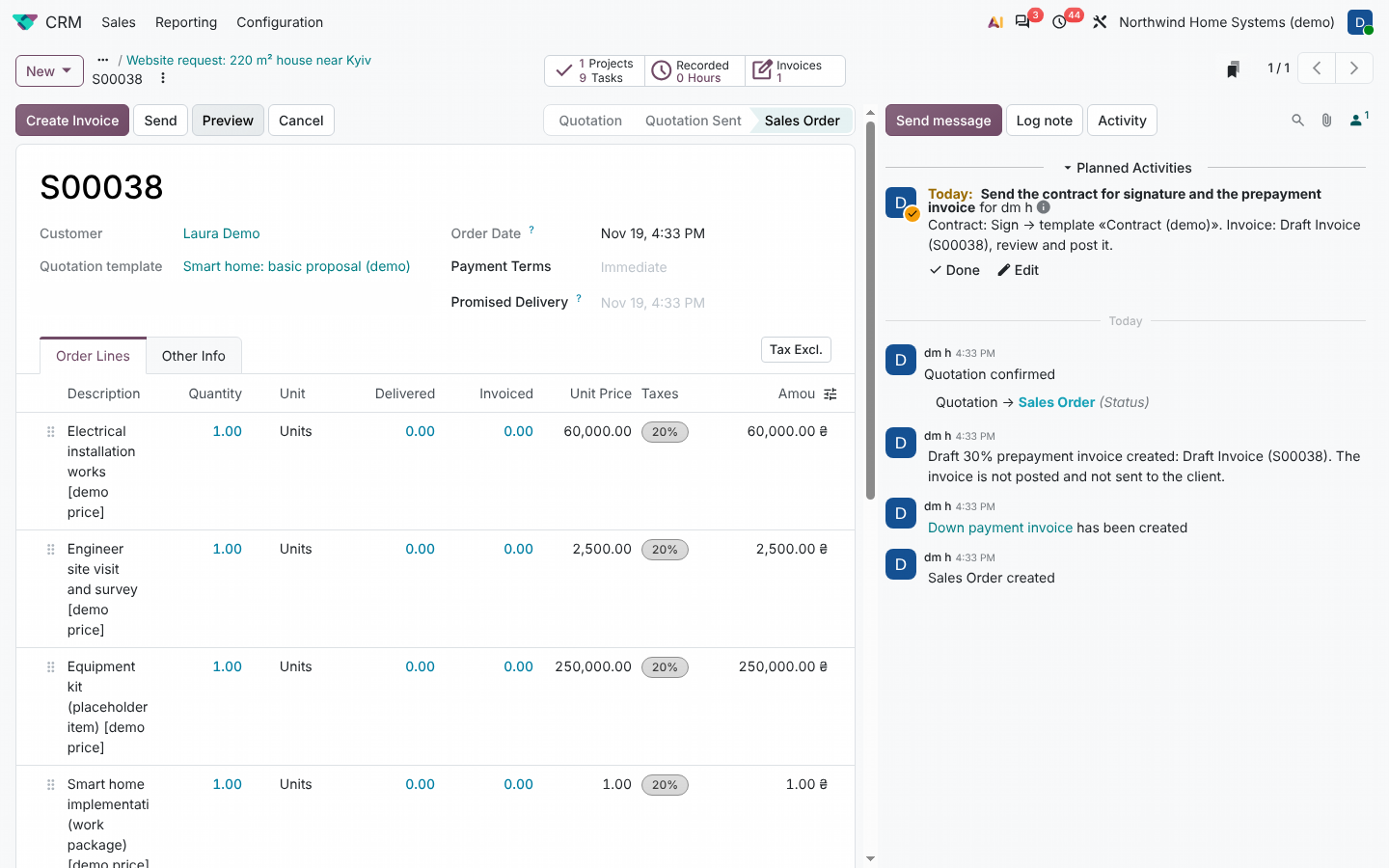 CRM Sales Reporting Configuration
AI 3 44 Northwind Home Systems (demo) D
New
... / Website request: 220 m² house near Kyiv
S00038
1 Projects
9 Tasks
Recorded
0 Hours
Invoices
1
1 / 1
Create Invoice Send Preview Cancel
Quotation Quotation Sent Sales Order
S00038
Customer Laura Demo
Quotation template Smart home: basic proposal (demo)
Order Date ? Nov 19, 4:33 PM
Payment Terms Immediate
Promised Delivery ? Nov 19, 4:33 PM
Order Lines Other Info
Tax Excl.
Description Quantity Unit Delivered Invoiced Unit Price Taxes Amou
Electrical 1.00 Units 0.00 0.00 60,000.00 20% 60,000.00 ₴
installation
works
[demo
price]
Engineer 1.00 Units 0.00 0.00 2,500.00 20% 2,500.00 ₴
site visit
and survey
[demo
price]
Equipment 1.00 Units 0.00 0.00 250,000.00 20% 250,000.00 ₴
kit
(placeholder
item) [demo
price]
Smart home 1.00 Units 0.00 0.00 1.00 20% 1.00 ₴
implementati
(work
package)
[demo price]
Send message Log note Activity
1
Planned Activities
D
Today: Send the contract for signature and the prepayment
invoice for dm h
Contract: Sign → template «Contract (demo)». Invoice: Draft Invoice
(S00038), review and post it.
Done Edit
Today
D
dm h 4:33 PM
Quotation confirmed
Quotation → Sales Order (Status)
D
dm h 4:33 PM
Draft 30% prepayment invoice created: Draft Invoice (S00038). The
invoice is not posted and not sent to the client.
D
dm h 4:33 PM
Down payment invoice has been created
D
dm h 4:33 PM
Sales Order created